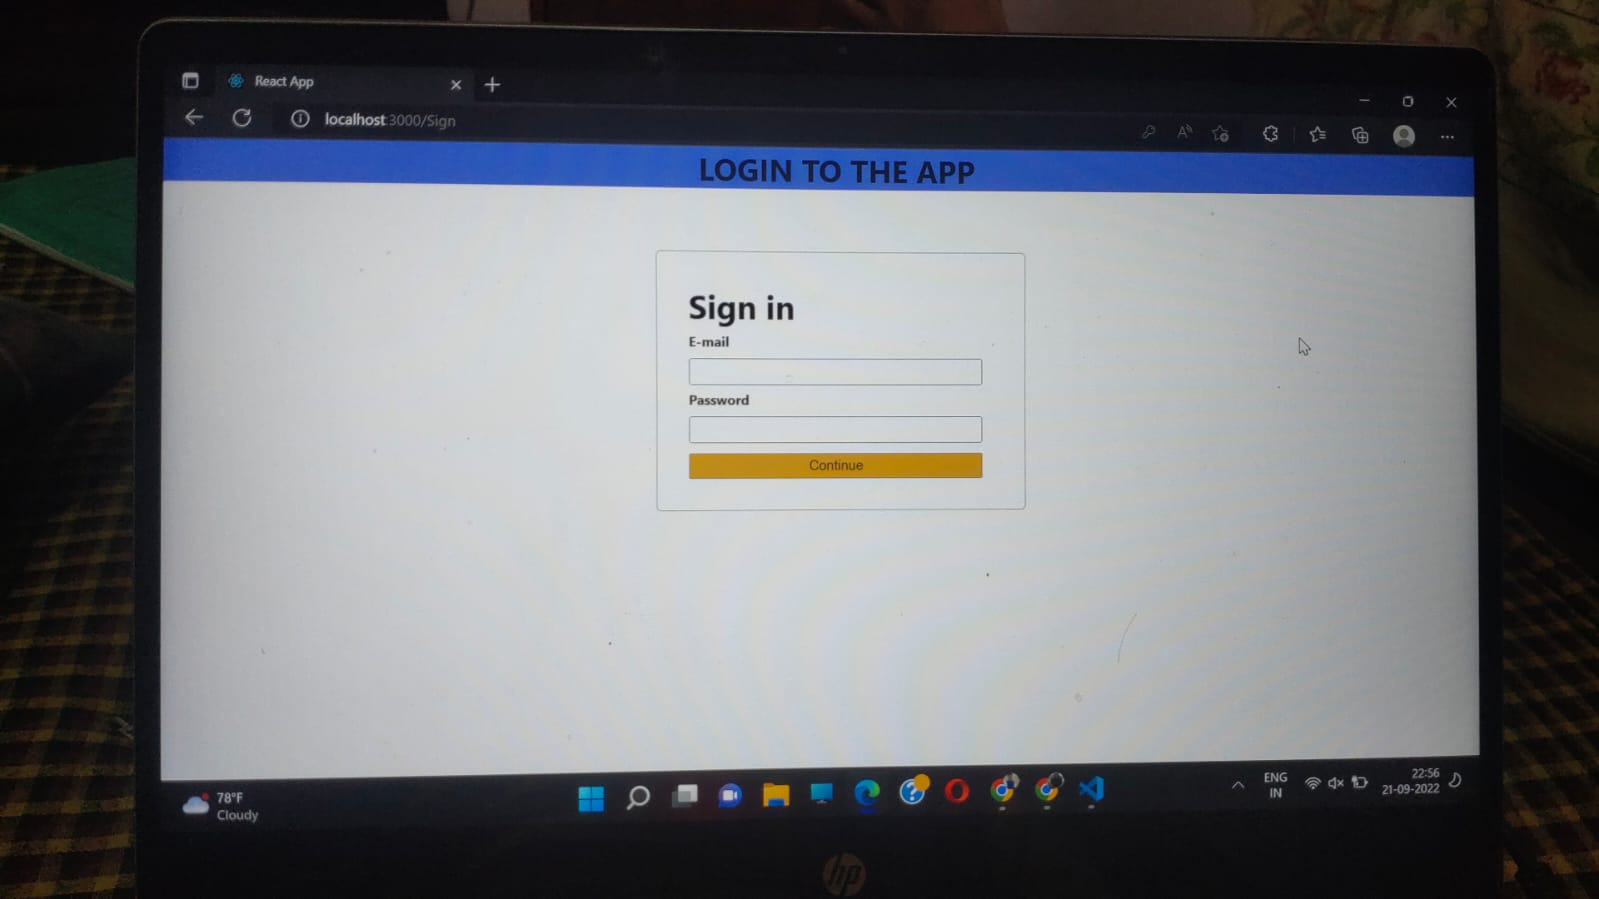 React App
localhost:3000/Sign
LOGIN TO THE APP
Sign in
E-mail
Password
Continue
78°F
Cloudy
ENG
IN
22:56
21-09-2022
hp